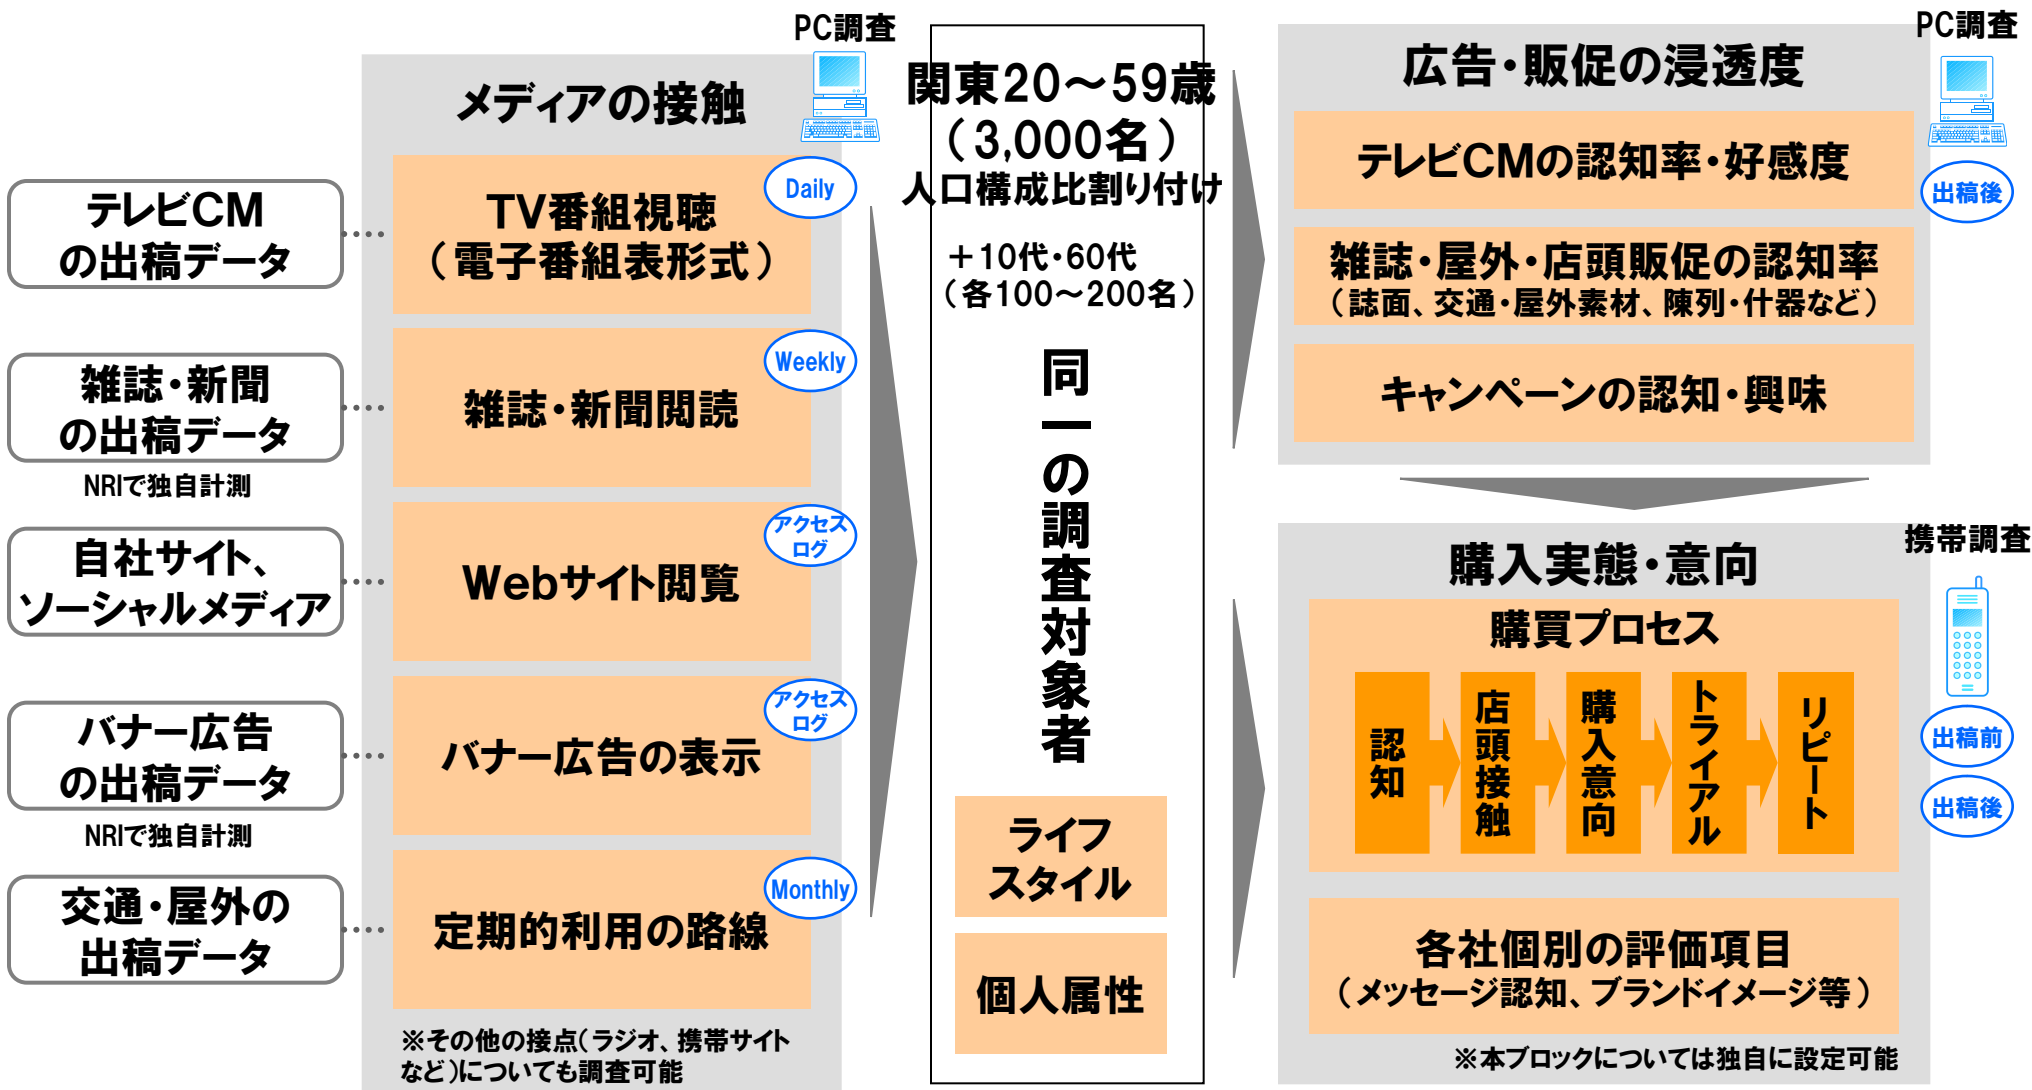 テレビCM
の出稿データ
雑誌・新聞
の出稿データ
NRIで独自計測
自社サイト、
ソーシャルメディア
バナー広告
の出稿データ
NRIで独自計測
交通・屋外の
出稿データ
PC調査
メディアの接触
Daily
TV番組視聴
（電子番組表形式）
Weekly
雑誌・新聞閲読
アクセス
ログ
Webサイト閲覧
アクセス
ログ
バナー広告の表示
Monthly
定期的利用の路線
※その他の接点（ラジオ、携帯サイト
など）についても調査可能
関東20～59歳
（3,000名）
人口構成比割り付け
＋10代・60代
（各100～200名）
同一の調査対象者
ライフ
スタイル
個人属性
PC調査
広告・販促の浸透度
出稿後
テレビCMの認知率・好感度
雑誌・屋外・店頭販促の認知率
（誌面、交通・屋外素材、陳列・什器など）
キャンペーンの認知・興味
携帯調査
購入実態・意向
購買プロセス
認知
店頭接触
購入意向
トライアル
リピート
出稿前
出稿後
各社個別の評価項目
（メッセージ認知、ブランドイメージ等）
※本ブロックについては独自に設定可能